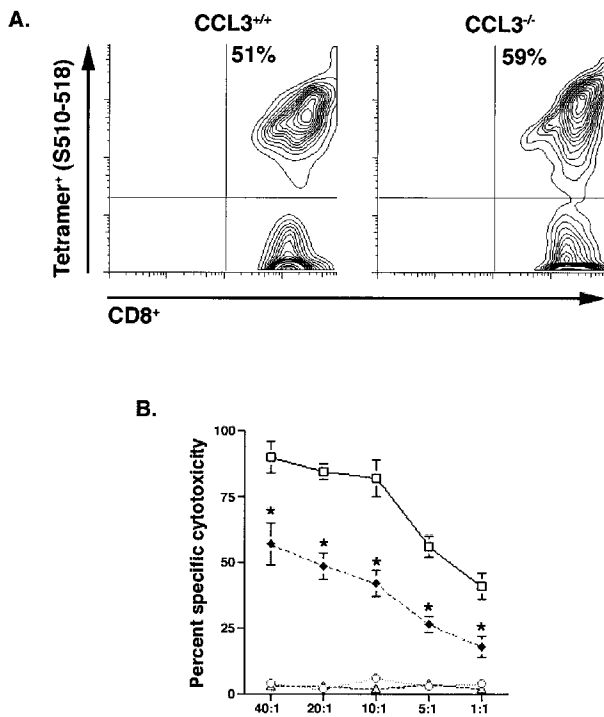 A.
CCL3+/+
CCL3-/-
51%
59%
Tetramer+ (S510-518)
CD8+
B.
Percent specific cytotoxicity
100
75
50
25
0
* * * * *
40:1 20:1 10:1 5:1 1:1